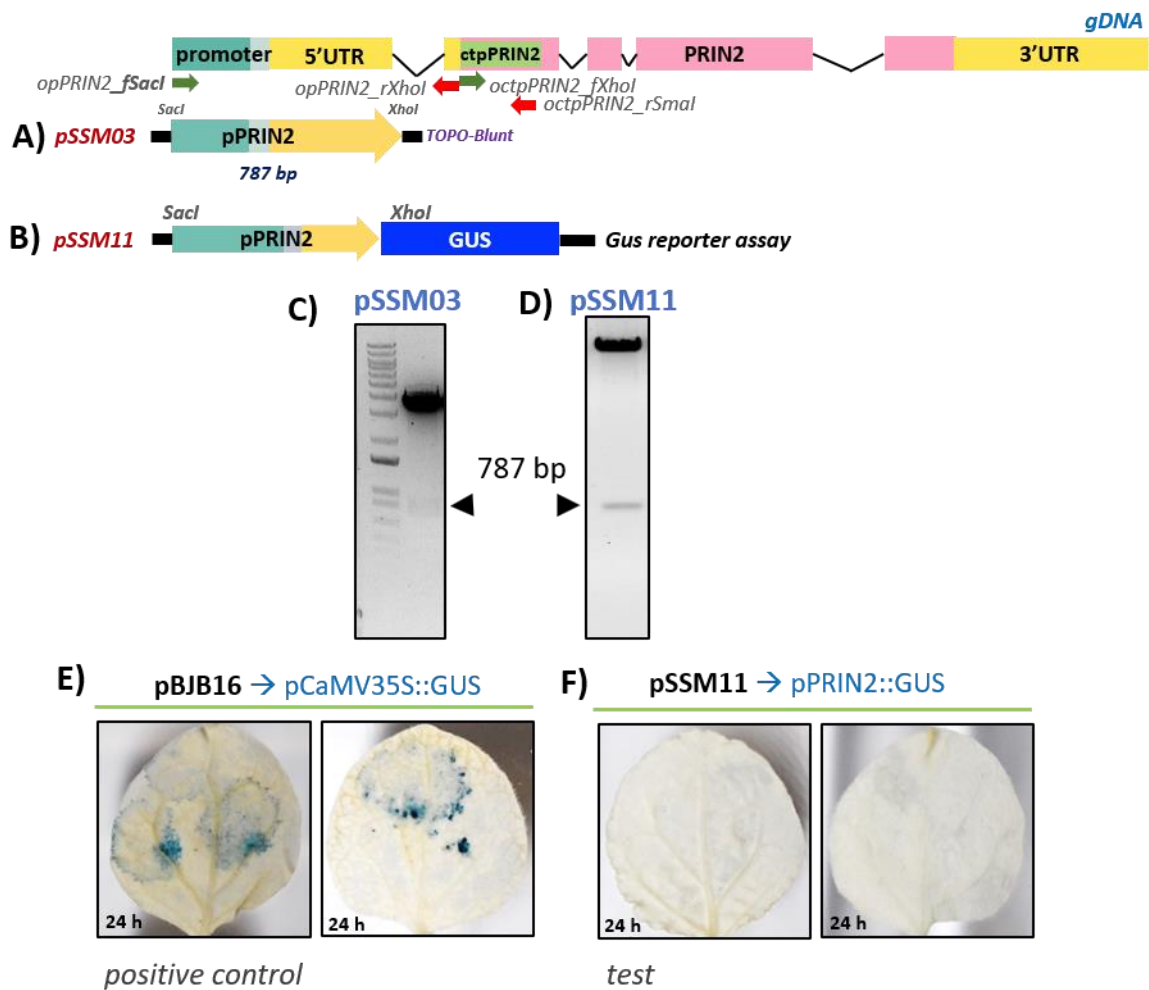 gDNA
promoter 5'UTR ctpPRIN2 PRIN2 3'UTR
opPRIN2_fSacI opPRIN2_rXhoI octpPRIN2_fXhoI
octpPRIN2_rSmaI
SacI XhoI
A) pSSM03 pPRIN2 TOPO-Blunt
787 bp
SacI XhoI
B) pSSM11 pPRIN2 GUS Gus reporter assay
C) pSSM03 D) pSSM11
787 bp
E) pBJB16 → pCaMV35S::GUS F) pSSM11 → pPRIN2::GUS
24 h 24 h 24 h 24 h
positive control test